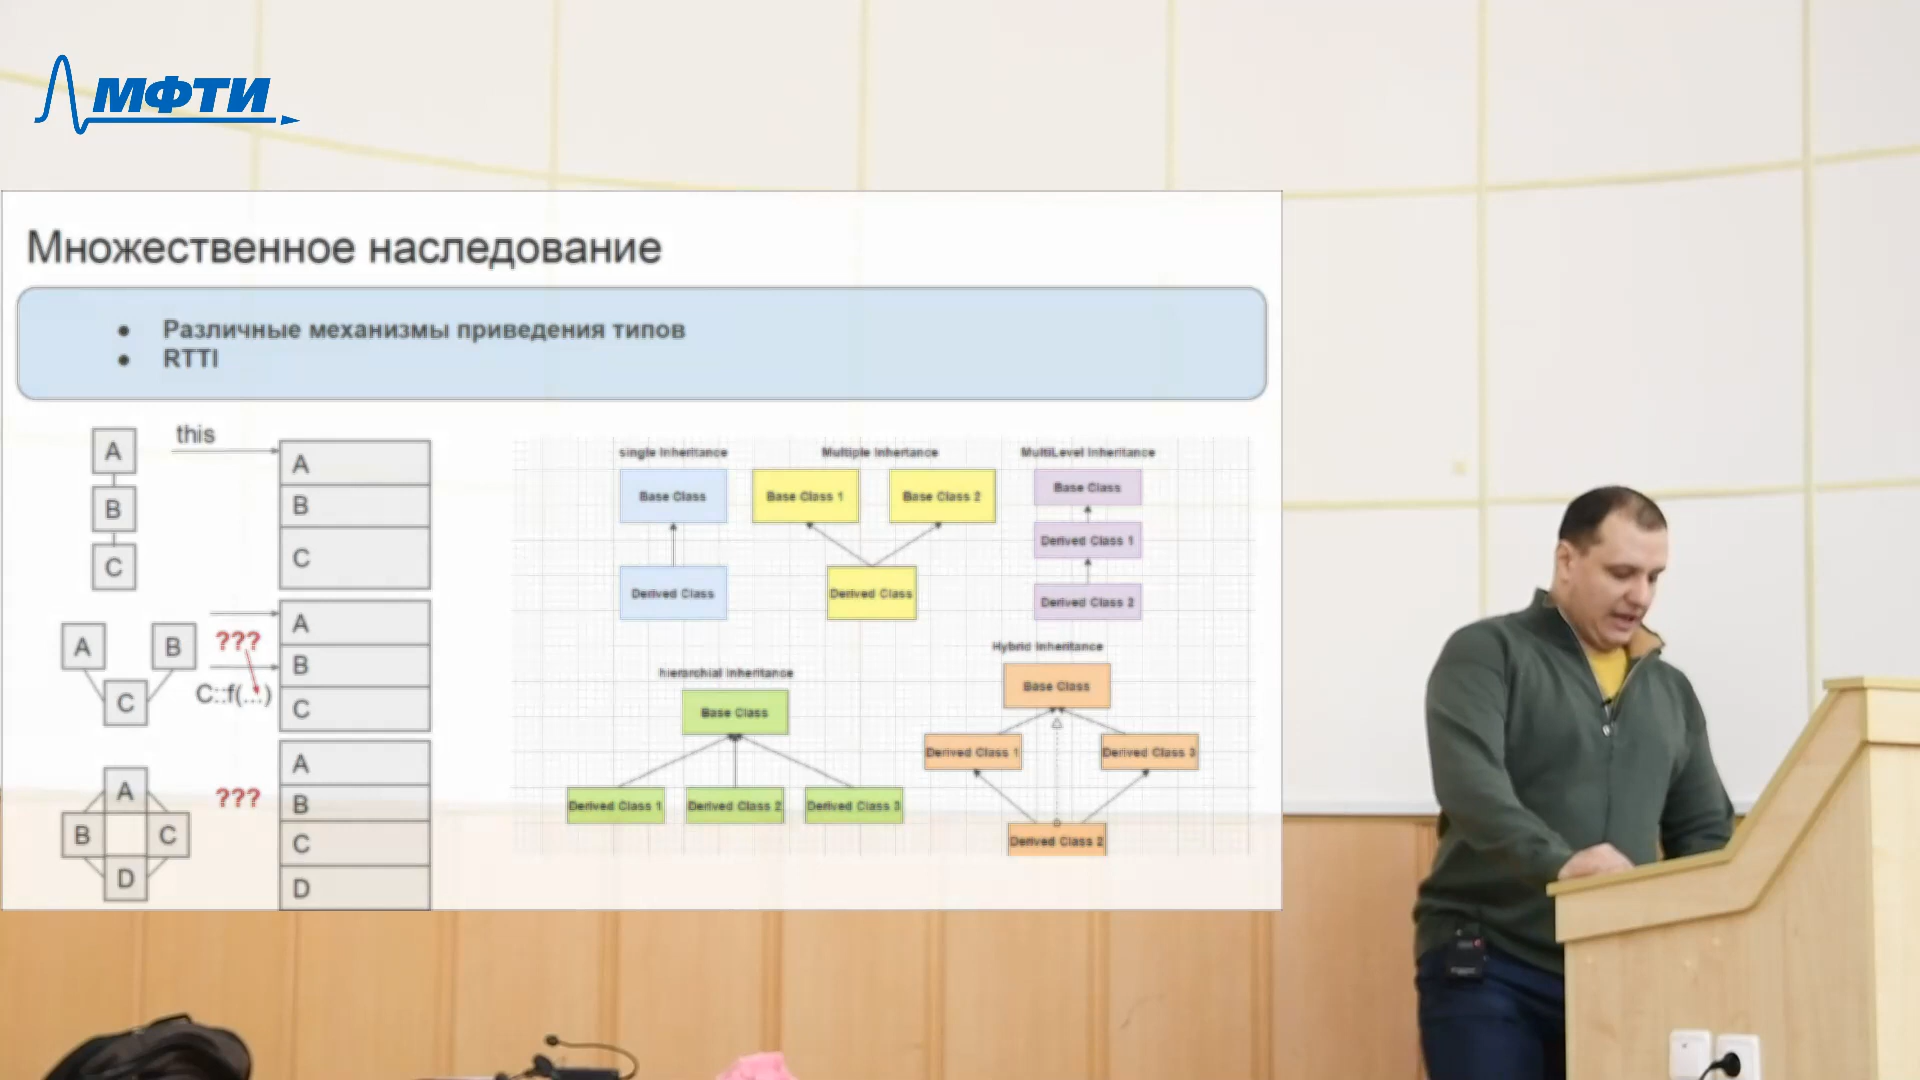 МФТИ
Множественное наследование
● Различные механизмы приведения типов
● RTTI
A
B
C
this
A
B
C
A
B
C
???
C::f(...)
A
B
C
A
B
C
D
???
A
B
C
D
single Inheritance
Base Class
Derived Class
Multiple Inheritance
Base Class 1
Base Class 2
Derived Class
MultiLevel Inheritance
Base Class
Derived Class 1
Derived Class 2
hierarchial Inheritance
Base Class
Derived Class 1
Derived Class 2
Derived Class 3
Hybrid Inheritance
Base Class
Derived Class 1
Derived Class 3
Derived Class 2